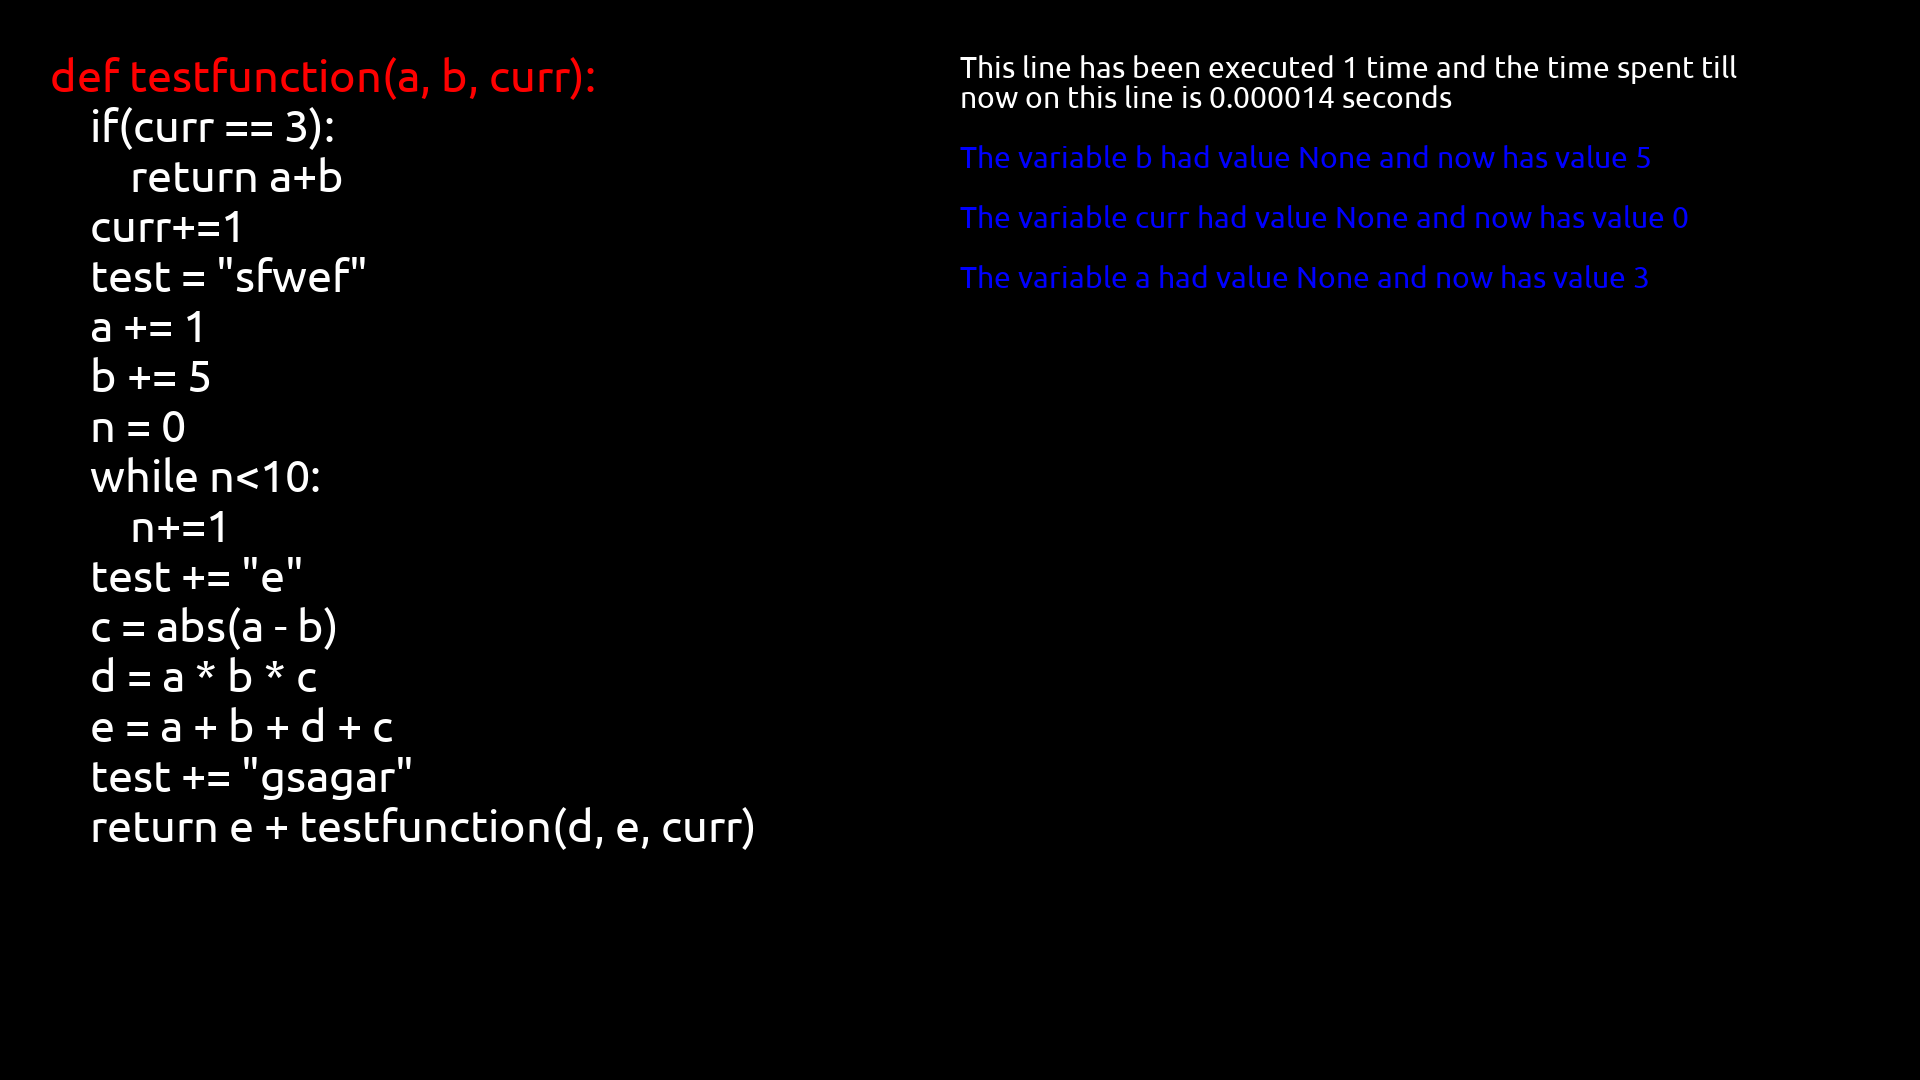 def testfunction(a, b, curr):
    if(curr == 3):
        return a+b
    curr+=1
    test = "sfwef"
    a += 1
    b += 5
    n = 0
    while n<10:
        n+=1
    test += "e"
    c = abs(a - b)
    d = a * b * c
    e = a + b + d + c
    test += "gsagar"
    return e + testfunction(d, e, curr)
This line has been executed 1 time and the time spent till
now on this line is 0.000014 seconds
The variable b had value None and now has value 5
The variable curr had value None and now has value 0
The variable a had value None and now has value 3